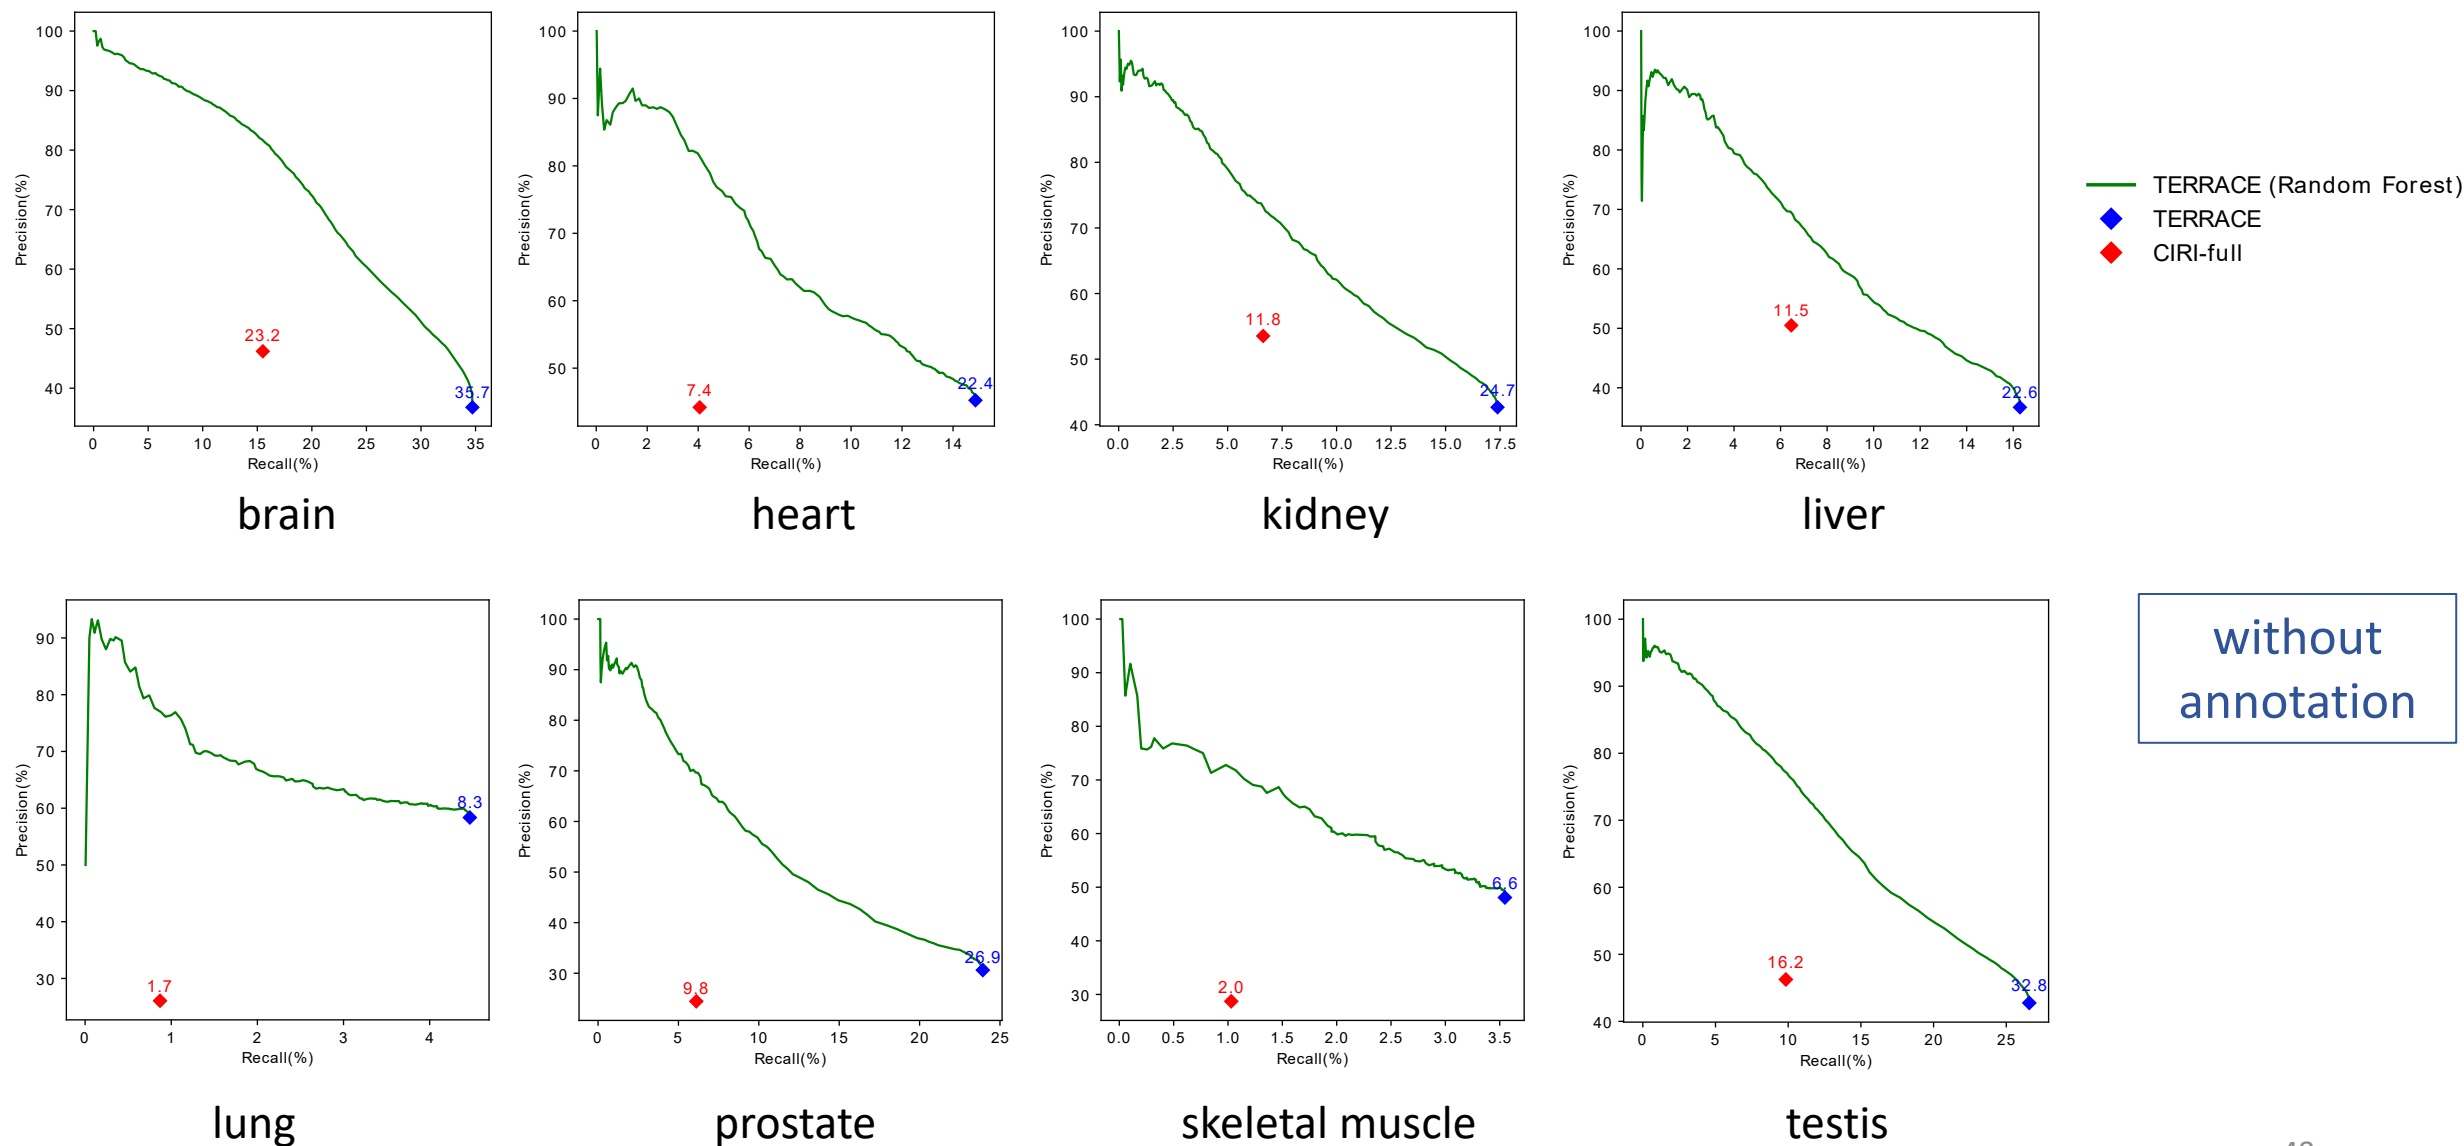 100
90
80
70
60
50
40
Precision(%)
23.2
35.7
0 5 10 15 20 25 30 35
Recall(%)
brain
100
90
80
70
60
50
Precision(%)
7.4
22.4
0 2 4 6 8 10 12 14
Recall(%)
heart
100
90
80
70
60
50
40
Precision(%)
11.8
24.7
0.0 2.5 5.0 7.5 10.0 12.5 15.0 17.5
Recall(%)
kidney
100
90
80
70
60
50
40
Precision(%)
11.5
22.6
0 2 4 6 8 10 12 14 16
Recall(%)
liver
TERRACE (Random Forest)
TERRACE
CIRI-full
90
80
70
60
50
40
30
Precision(%)
8.3
1.7
0 1 2 3 4
Recall(%)
lung
100
90
80
70
60
50
40
30
Precision(%)
26.9
9.8
0 5 10 15 20 25
Recall(%)
prostate
100
90
80
70
60
50
40
30
Precision(%)
6.6
2.0
0.0 0.5 1.0 1.5 2.0 2.5 3.0 3.5
Recall(%)
skeletal muscle
100
90
80
70
60
50
40
Precision(%)
16.2
32.8
0 5 10 15 20 25
Recall(%)
testis
without
annotation